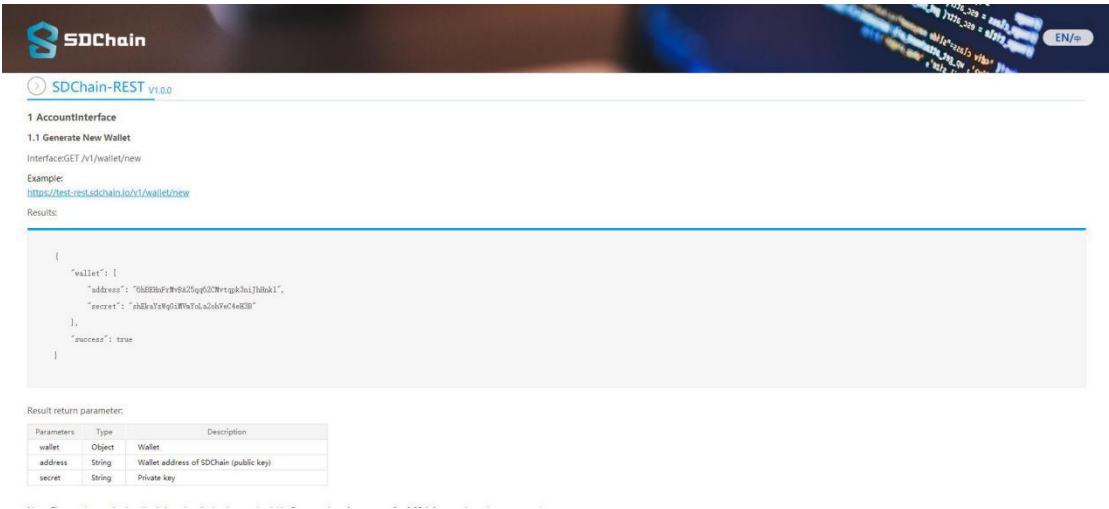 SDChain
EN/中
SDChain-REST V1.0.0
1 AccountInterface
1.1 Generate New Wallet
Interface:GET /v1/wallet/new
Example:
https://test-rest.sdchain.io/v1/wallet/new
Results:
{
"wallet": {
"address":
"secret":
},
"success": true
}
Result return parameter:
Parameters Type Description
wallet Object Wallet
address String Wallet address of SDChain (public key)
secret String Private key